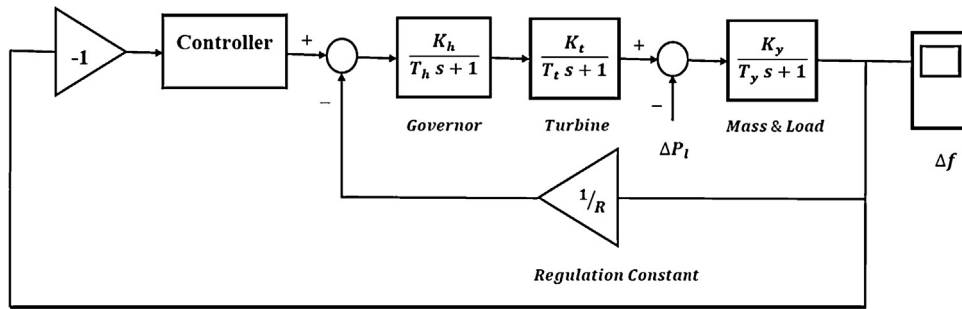 -1
Controller
+
−
K_h
T_h s + 1
Governor
K_t
T_t s + 1
Turbine
+
−
ΔP_l
K_y
T_y s + 1
Mass & Load
Δf
1/R
Regulation Constant